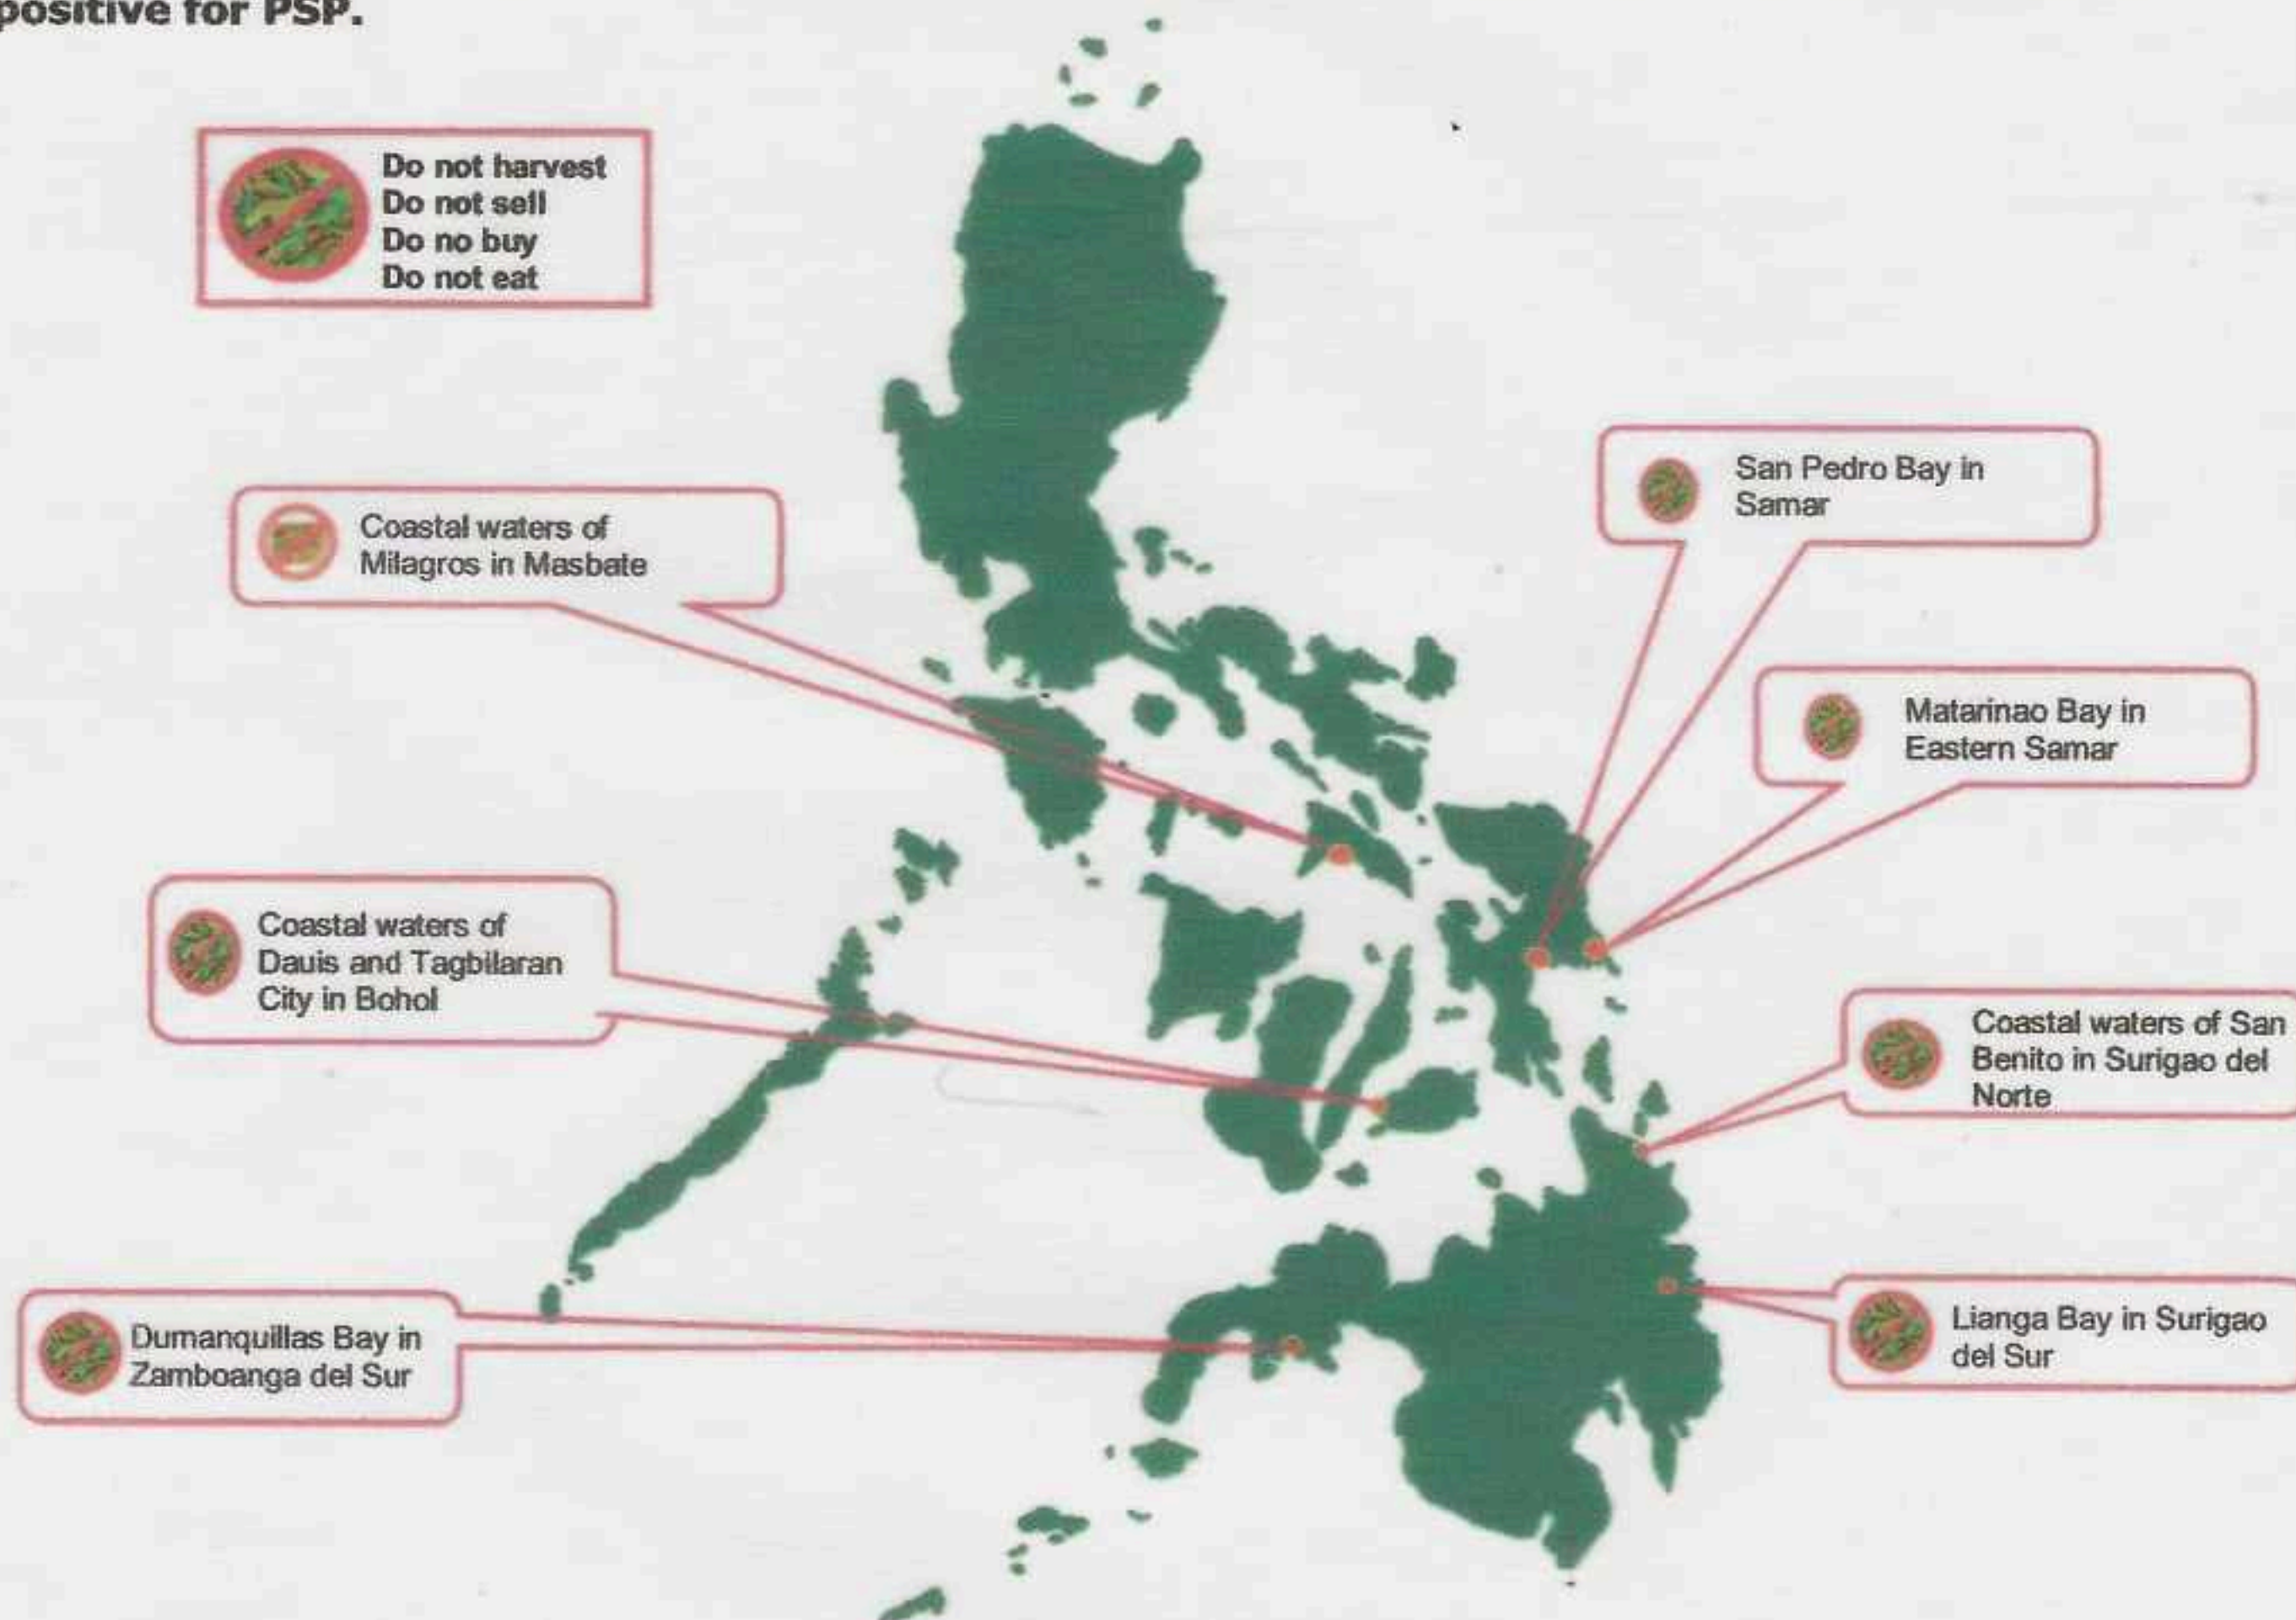 positive for PSP.
Do not harvest
Do not sell
Do no buy
Do not eat
Coastal waters of
Milagros in Masbate
San Pedro Bay in
Samar
Matarinao Bay in
Eastern Samar
Coastal waters of
Dauis and Tagbilaran
City in Bohol
Coastal waters of San
Benito in Surigao del
Norte
Dumanquillas Bay in
Zamboanga del Sur
Lianga Bay in Surigao
del Sur